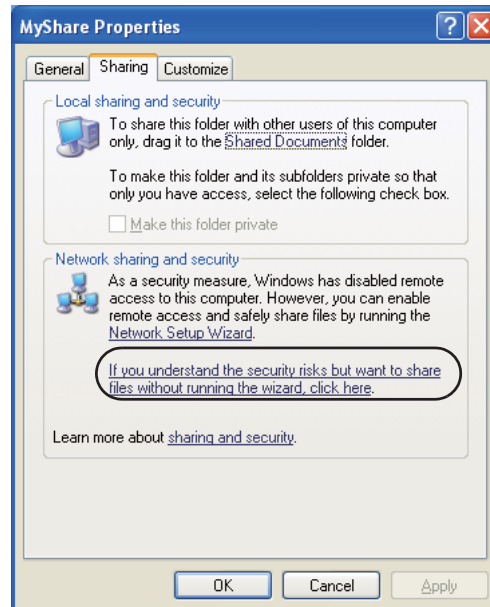 MyShare Properties
General Sharing Customize
Local sharing and security
To share this folder with other users of this computer
only, drag it to the Shared Documents folder.
To make this folder and its subfolders private so that
only you have access, select the following check box.
Make this folder private
Network sharing and security
As a security measure, Windows has disabled remote
access to this computer. However, you can enable
remote access and safely share files by running the
Network Setup Wizard.
If you understand the security risks but want to share
files without running the wizard, click here.
Learn more about sharing and security.
OK Cancel Apply